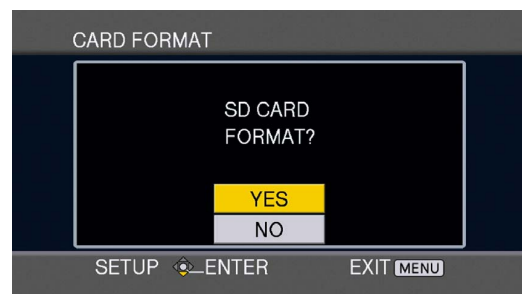 CARD FORMAT
SD CARD
FORMAT?
YES
NO
SETUP ENTER EXIT MENU